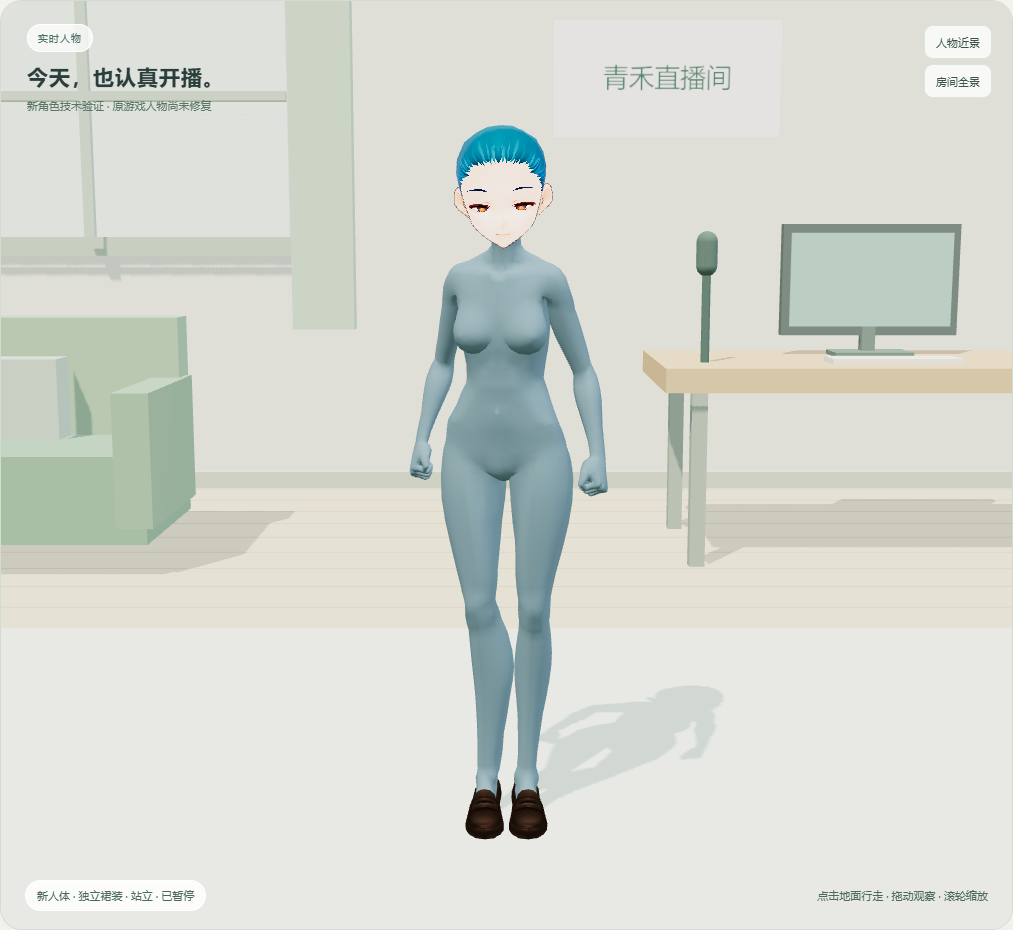 实时人物
今天，也认真开播。
新角色技术验证 · 原游戏人物尚未修复
青禾直播间
人物近景
房间全景
新人体 · 独立裙装 · 站立 · 已暂停
点击地面行走 · 拖动观察 · 滚轮缩放